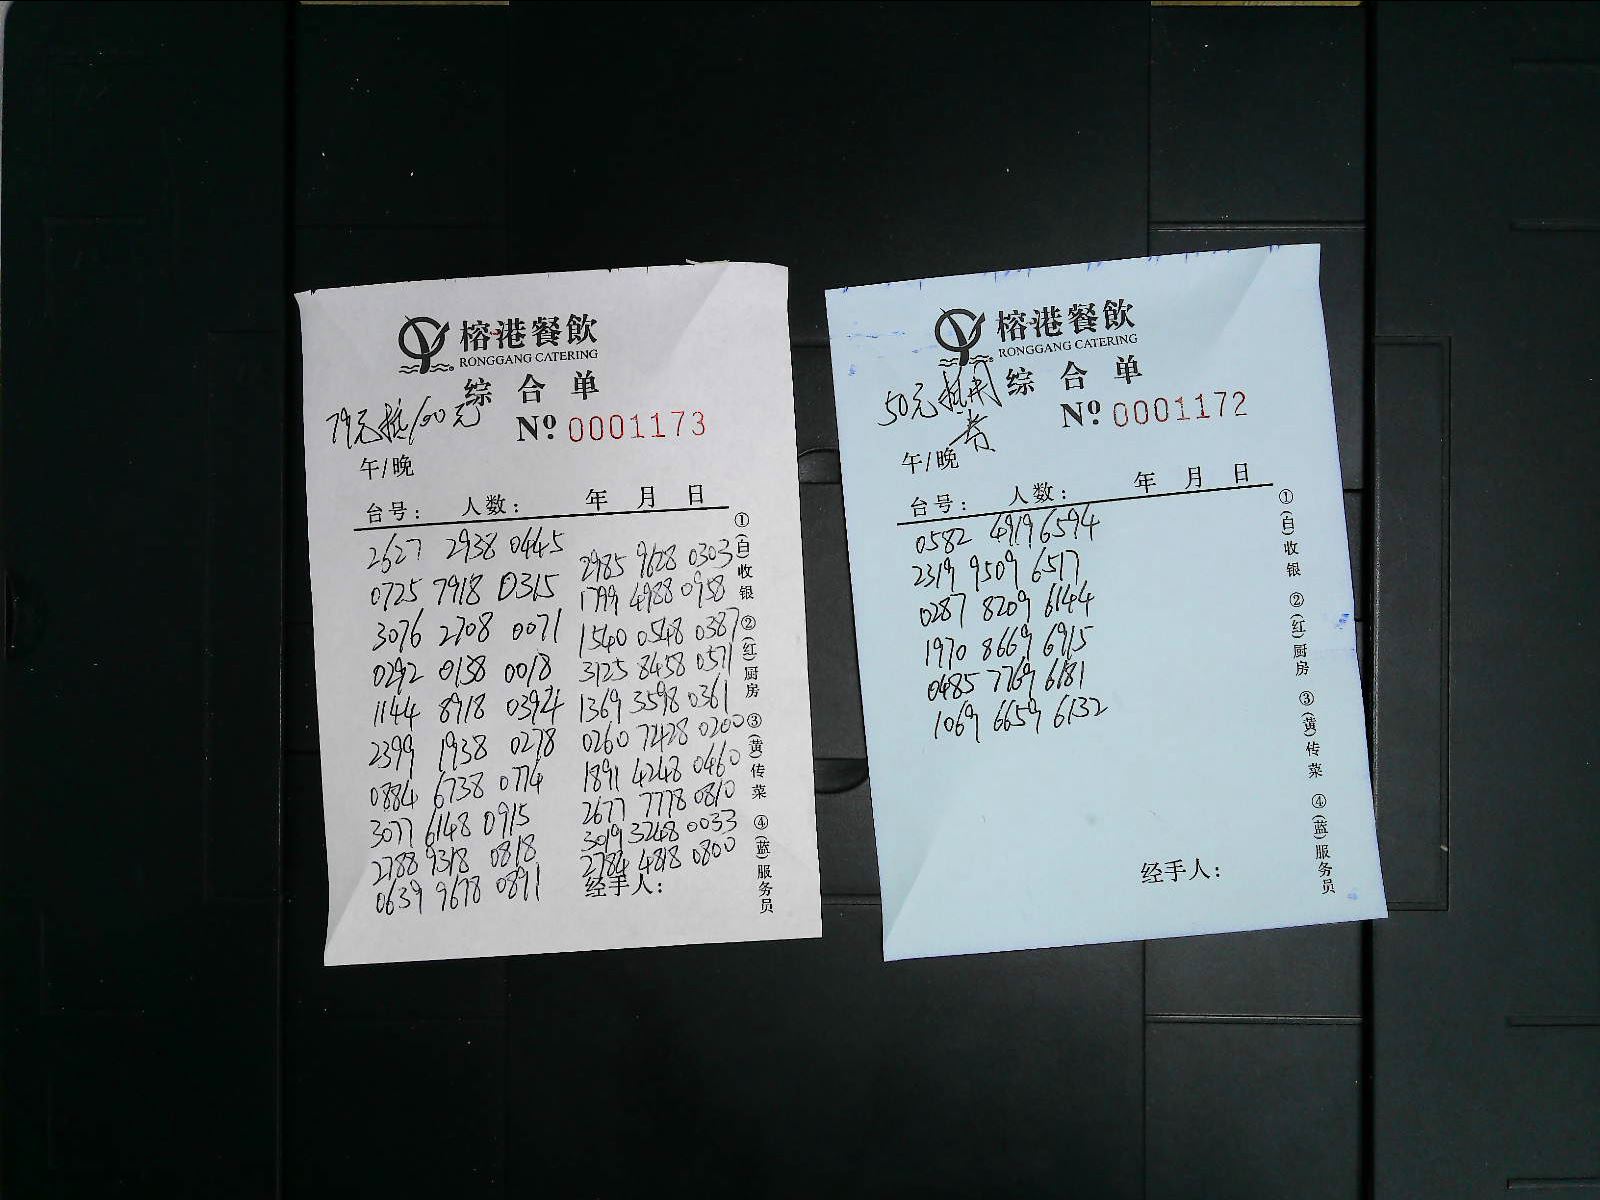 榕港餐飲
RONGGANG CATERING
综合单
79元抵100元
№ 0001173
午/晚
台号： 人数： 年 月 日
2627 2938 0445
0725 7918 0315
3076 2708 0071
0292 0158 0018
1144 8918 0394
2399 1938 0278
0884 6738 0774
3077 6148 0915
2788 9318 0818
0639 9678 0891
2985 9628 0303
1799 4988 0958
1540 0548 0387
3125 8458 0571
1369 3598 0361
0260 7428 0200
1891 4248 0460
2677 7778 0810
3019 3248 0033
2784 4818 0800
经手人：
①(白)收银 ②(红)厨房 ③(黄)传菜 ④(蓝)服务员
榕港餐飲
RONGGANG CATERING
综合单
50元抵用
券
№ 0001172
午/晚
台号： 人数： 年 月 日
0582 4919 6594
2319 9509 6517
0287 8209 6144
1970 8669 6915
0485 7769 6181
1069 6659 6132
经手人：
①(白)收银 ②(红)厨房 ③(黄)传菜 ④(蓝)服务员